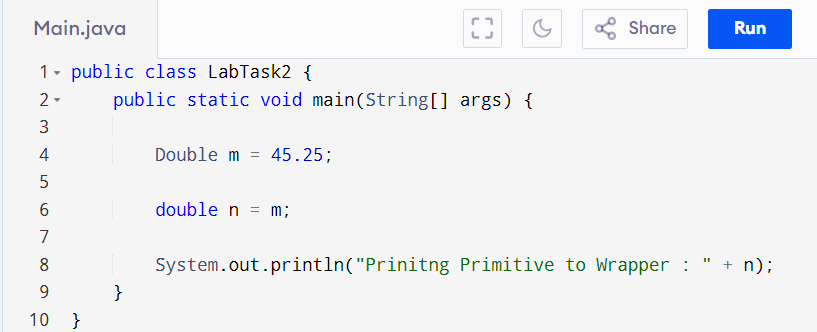 Main.java
Share
Run
1 public class LabTask2 {
2 public static void main(String[] args) {
3
4 Double m = 45.25;
5
6 double n = m;
7
8 System.out.println("Prinitng Primitive to Wrapper : " + n);
9 }
10 }